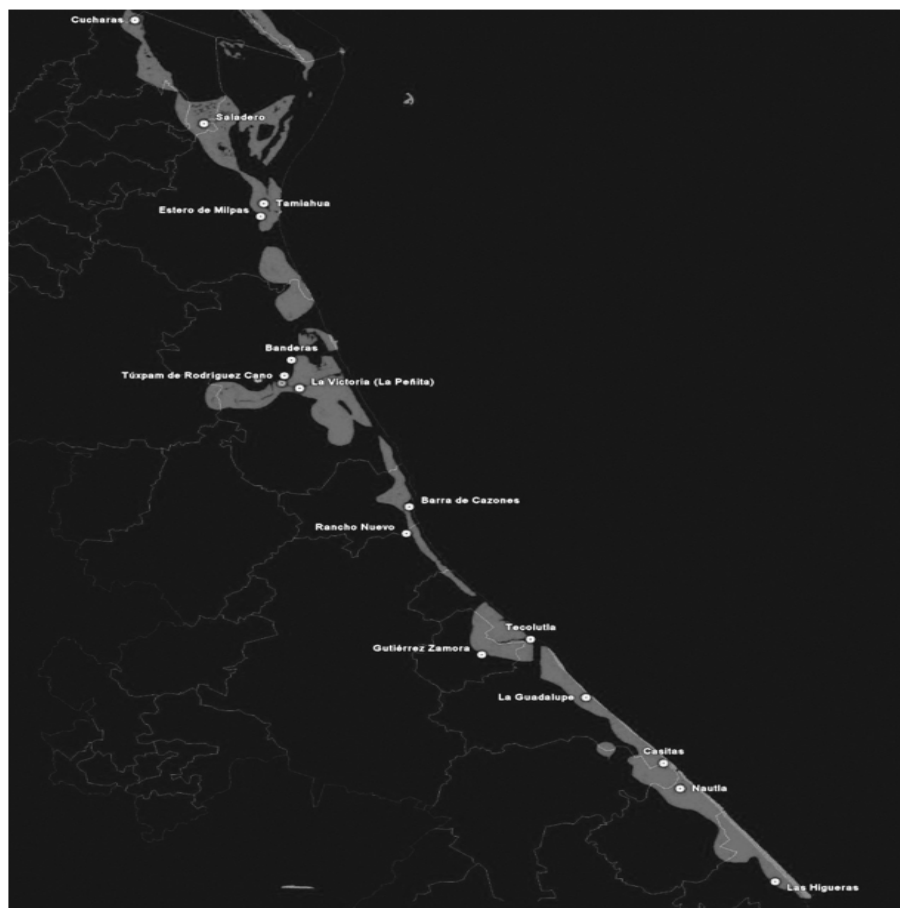 Cucharas
Saladero
Tamiahua
Estero de Milpas
Banderas
Túxpam de Rodríguez Cano
La Victoria (La Peñita)
Barra de Cazones
Rancho Nuevo
Tecolutla
Gutiérrez Zamora
La Guadalupe
Casitas
Nautla
Las Higueras